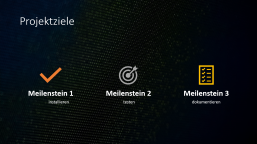 Projektziele
Meilenstein 1
Meilenstein 2
Meilenstein 3
installieren
testen
dokumentieren